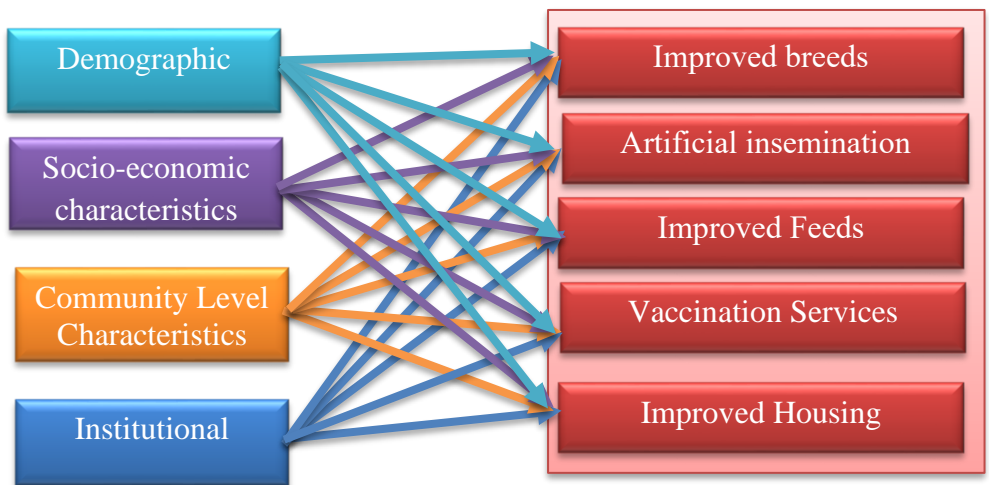 Demographic
Socio-economic
characteristics
Community Level
Characteristics
Institutional
Improved breeds
Artificial insemination
Improved Feeds
Vaccination Services
Improved Housing